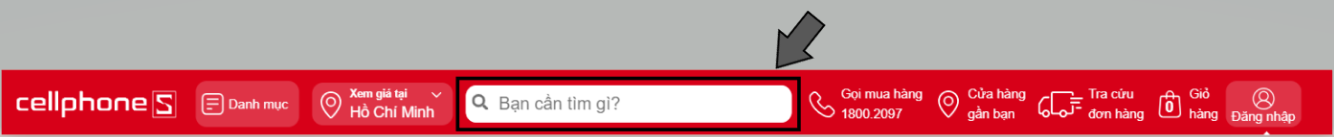 cellphoneS
Danh mục
Xem giá tại
Hồ Chí Minh
Bạn cần tìm gì?
Gọi mua hàng
1800.2097
Cửa hàng
gần bạn
Tra cứu
đơn hàng
0
Giỏ
hàng
Đăng nhập